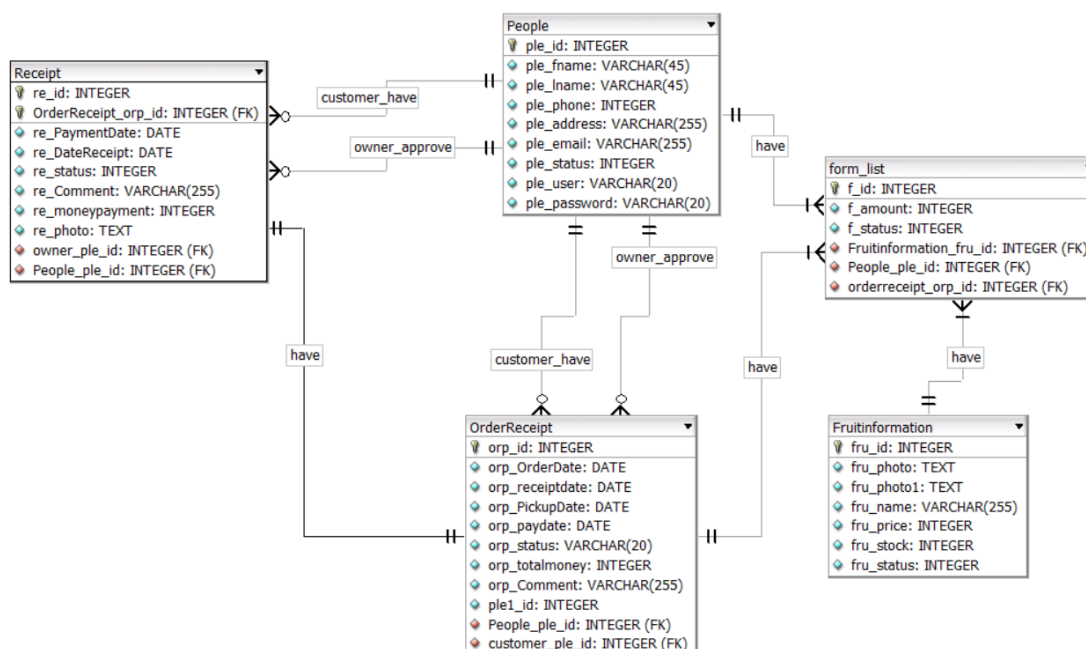 People
ple_id: INTEGER
ple_fname: VARCHAR(45)
ple_lname: VARCHAR(45)
ple_phone: INTEGER
ple_address: VARCHAR(255)
ple_email: VARCHAR(255)
ple_status: INTEGER
ple_user: VARCHAR(20)
ple_password: VARCHAR(20)
Receipt
re_id: INTEGER
OrderReceipt_orp_id: INTEGER (FK)
re_PaymentDate: DATE
re_DateReceipt: DATE
re_status: INTEGER
re_Comment: VARCHAR(255)
re_moneypayment: INTEGER
re_photo: TEXT
owner_ple_id: INTEGER (FK)
People_ple_id: INTEGER (FK)
customer_have
owner_approve
have
form_list
f_id: INTEGER
f_amount: INTEGER
f_status: INTEGER
Fruitinformation_fru_id: INTEGER (FK)
People_ple_id: INTEGER (FK)
orderreceipt_orp_id: INTEGER (FK)
owner_approve
customer_have
have
have
have
OrderReceipt
orp_id: INTEGER
orp_OrderDate: DATE
orp_receiptdate: DATE
orp_PickupDate: DATE
orp_paydate: DATE
orp_status: VARCHAR(20)
orp_totalmoney: INTEGER
orp_Comment: VARCHAR(255)
ple1_id: INTEGER
People_ple_id: INTEGER (FK)
customer_ple_id: INTEGER (FK)
Fruitinformation
fru_id: INTEGER
fru_photo: TEXT
fru_photo1: TEXT
fru_name: VARCHAR(255)
fru_price: INTEGER
fru_stock: INTEGER
fru_status: INTEGER